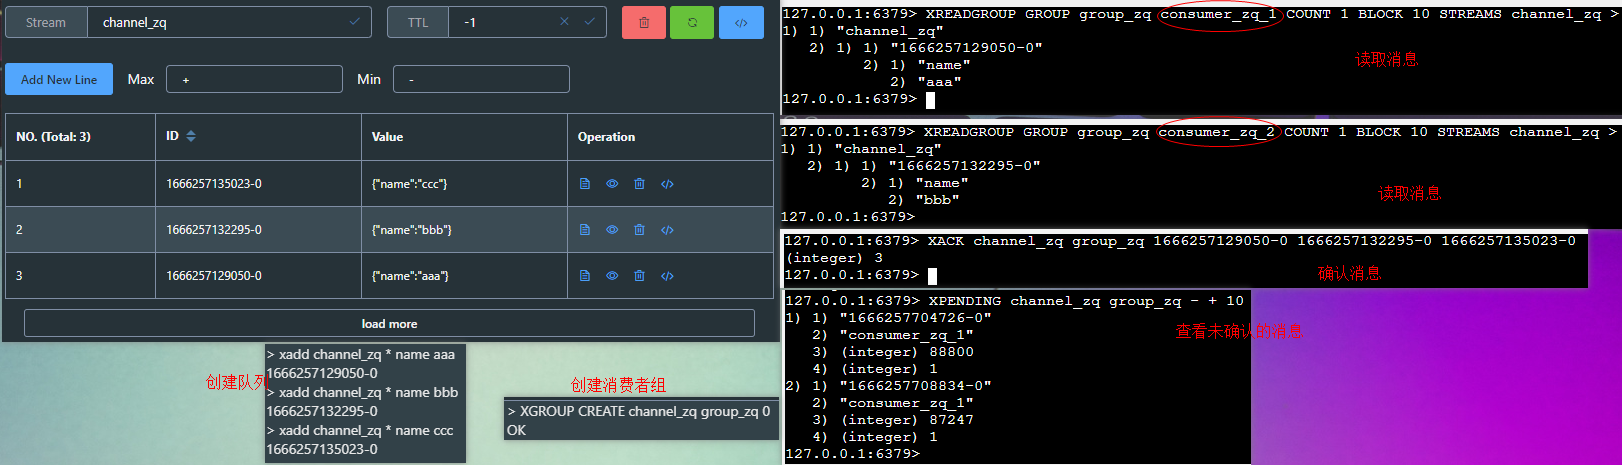 Stream channel_zq TTL -1
Add New Line Max + Min -
NO. (Total: 3) ID Value Operation
1 1666257135023-0 {"name":"ccc"}
2 1666257132295-0 {"name":"bbb"}
3 1666257129050-0 {"name":"aaa"}
load more
创建队列
> xadd channel_zq * name aaa
1666257129050-0
> xadd channel_zq * name bbb
1666257132295-0
> xadd channel_zq * name ccc
1666257135023-0
创建消费者组
> XGROUP CREATE channel_zq group_zq 0
OK
127.0.0.1:6379> XREADGROUP GROUP group_zq consumer_zq_1 COUNT 1 BLOCK 10 STREAMS channel_zq >
1) 1) "channel_zq"
2) 1) 1) "1666257129050-0"
2) 1) "name"
2) "aaa"
127.0.0.1:6379>
读取消息
127.0.0.1:6379> XREADGROUP GROUP group_zq consumer_zq_2 COUNT 1 BLOCK 10 STREAMS channel_zq >
1) 1) "channel_zq"
2) 1) 1) "1666257132295-0"
2) 1) "name"
2) "bbb"
127.0.0.1:6379>
读取消息
127.0.0.1:6379> XACK channel_zq group_zq 1666257129050-0 1666257132295-0 1666257135023-0
(integer) 3
127.0.0.1:6379>
确认消息
127.0.0.1:6379> XPENDING channel_zq group_zq - + 10
1) 1) "1666257704726-0"
2) "consumer_zq_1"
3) (integer) 88800
4) (integer) 1
2) 1) "1666257708834-0"
2) "consumer_zq_1"
3) (integer) 87247
4) (integer) 1
127.0.0.1:6379>
查看未确认的消息